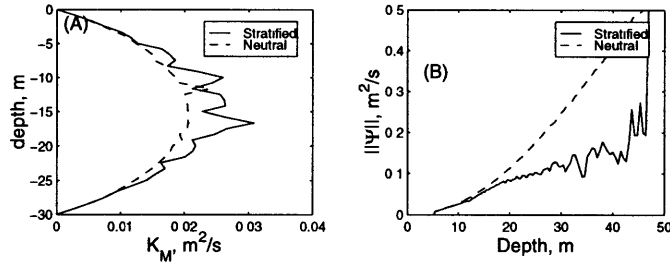 (A)
Stratified
Neutral
depth, m
0
−5
−10
−15
−20
−25
−30
0
0.01
0 02
0.03
0.04
K_M, m²/s
(B)
Stratified
Neutral
||Ψ||, m²/s
0.5
0.4
0.3
0.2
0.1
0
0
10
20
30
40
50
Depth, m